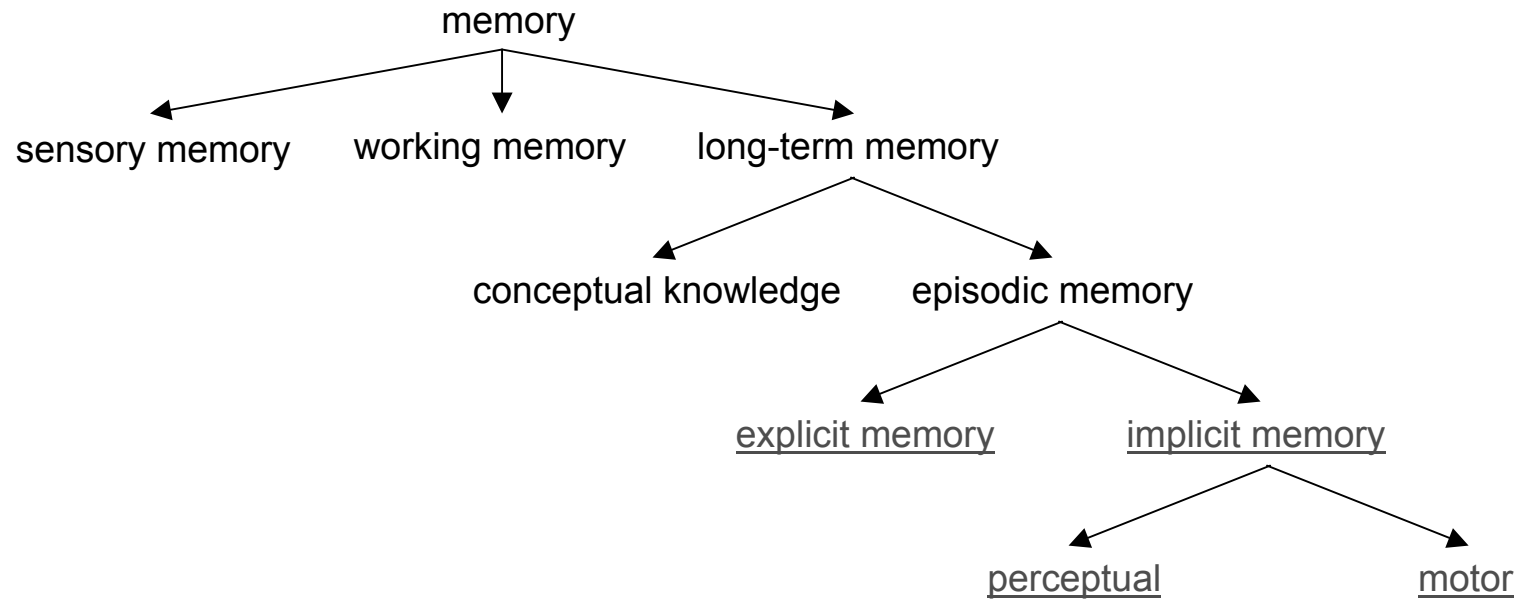 memory
sensory memory working memory long-term memory
conceptual knowledge episodic memory
explicit memory implicit memory
perceptual motor